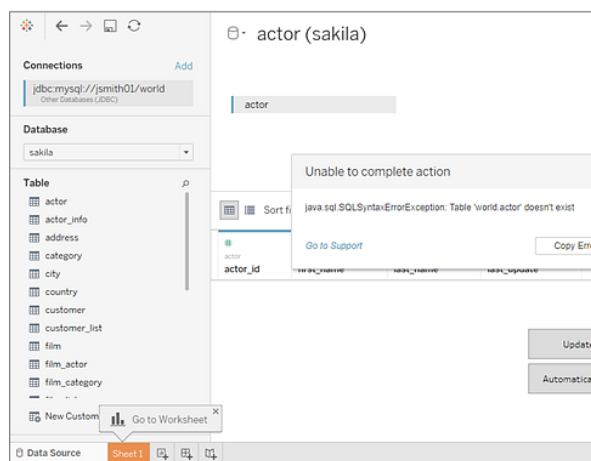 actor (sakila)
Connections
Add
jdbc:mysql://jsmith01/world
Other Databases (JDBC)
Database
sakila
Table
actor
actor_info
address
category
city
country
customer
customer_list
film
film_actor
film_category
New Custom
Go to Worksheet
actor
Unable to complete action
java.sql.SQLSyntaxErrorException: Table 'world.actor' doesn't exist
Go to Support
Copy Err
Sort fi
actor
actor_id
first_name
last_name
last_update
Update
Automatica
Data Source
Sheet 1